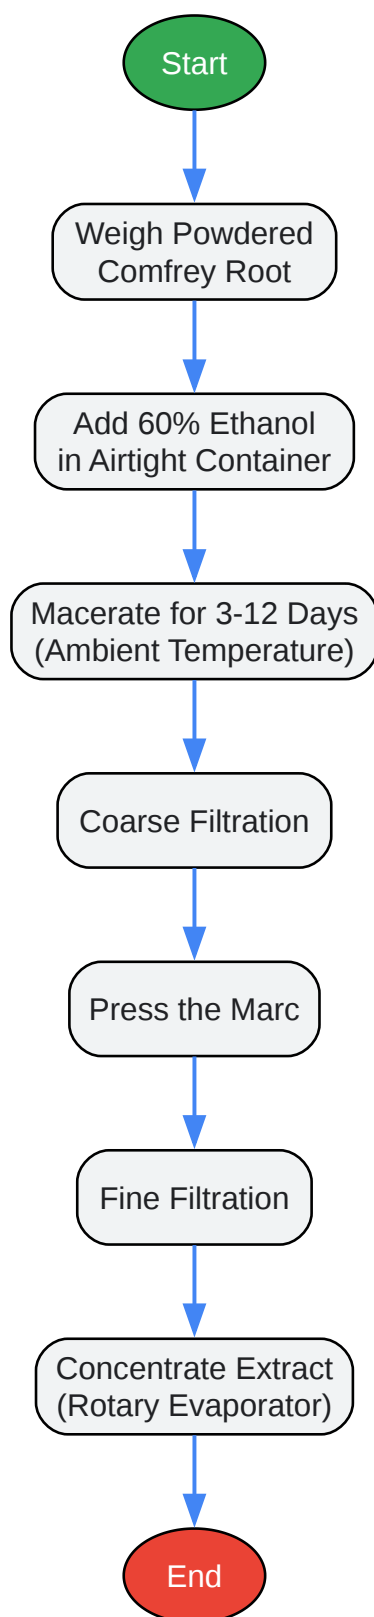 Start
Weigh Powdered
Comfrey Root
Add 60% Ethanol
in Airtight Container
Macerate for 3-12 Days
(Ambient Temperature)
Coarse Filtration
Press the Marc
Fine Filtration
Concentrate Extract
(Rotary Evaporator)
End